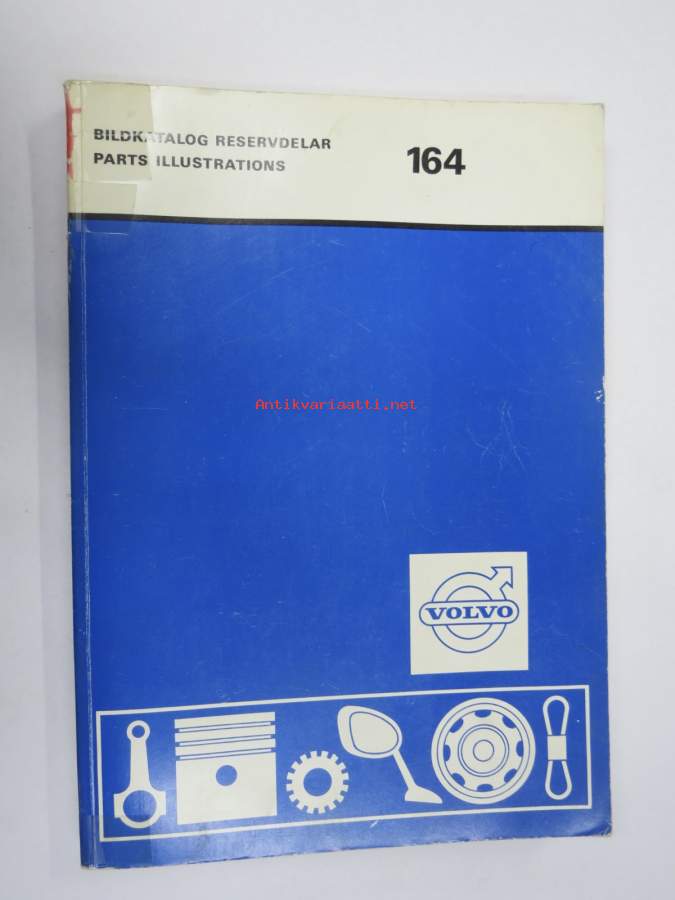 BILDKATALOG RESERVDELAR
PARTS ILLUSTRATIONS
164
Antikvariaatti.net
VOLVO